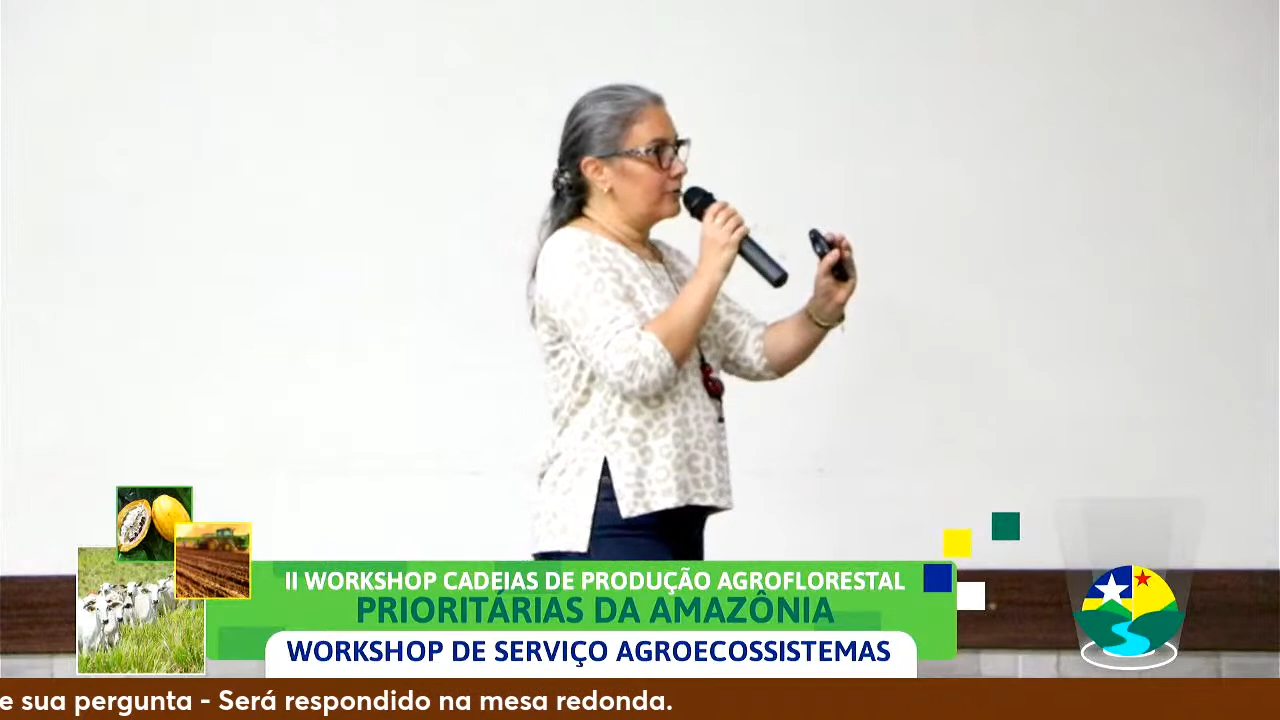 II WORKSHOP CADEIAS DE PRODUÇÃO AGROFLORESTAL
PRIORITÁRIAS DA AMAZÔNIA
WORKSHOP DE SERVIÇO AGROECOSSISTEMAS
e sua pergunta - Será respondido na mesa redonda.